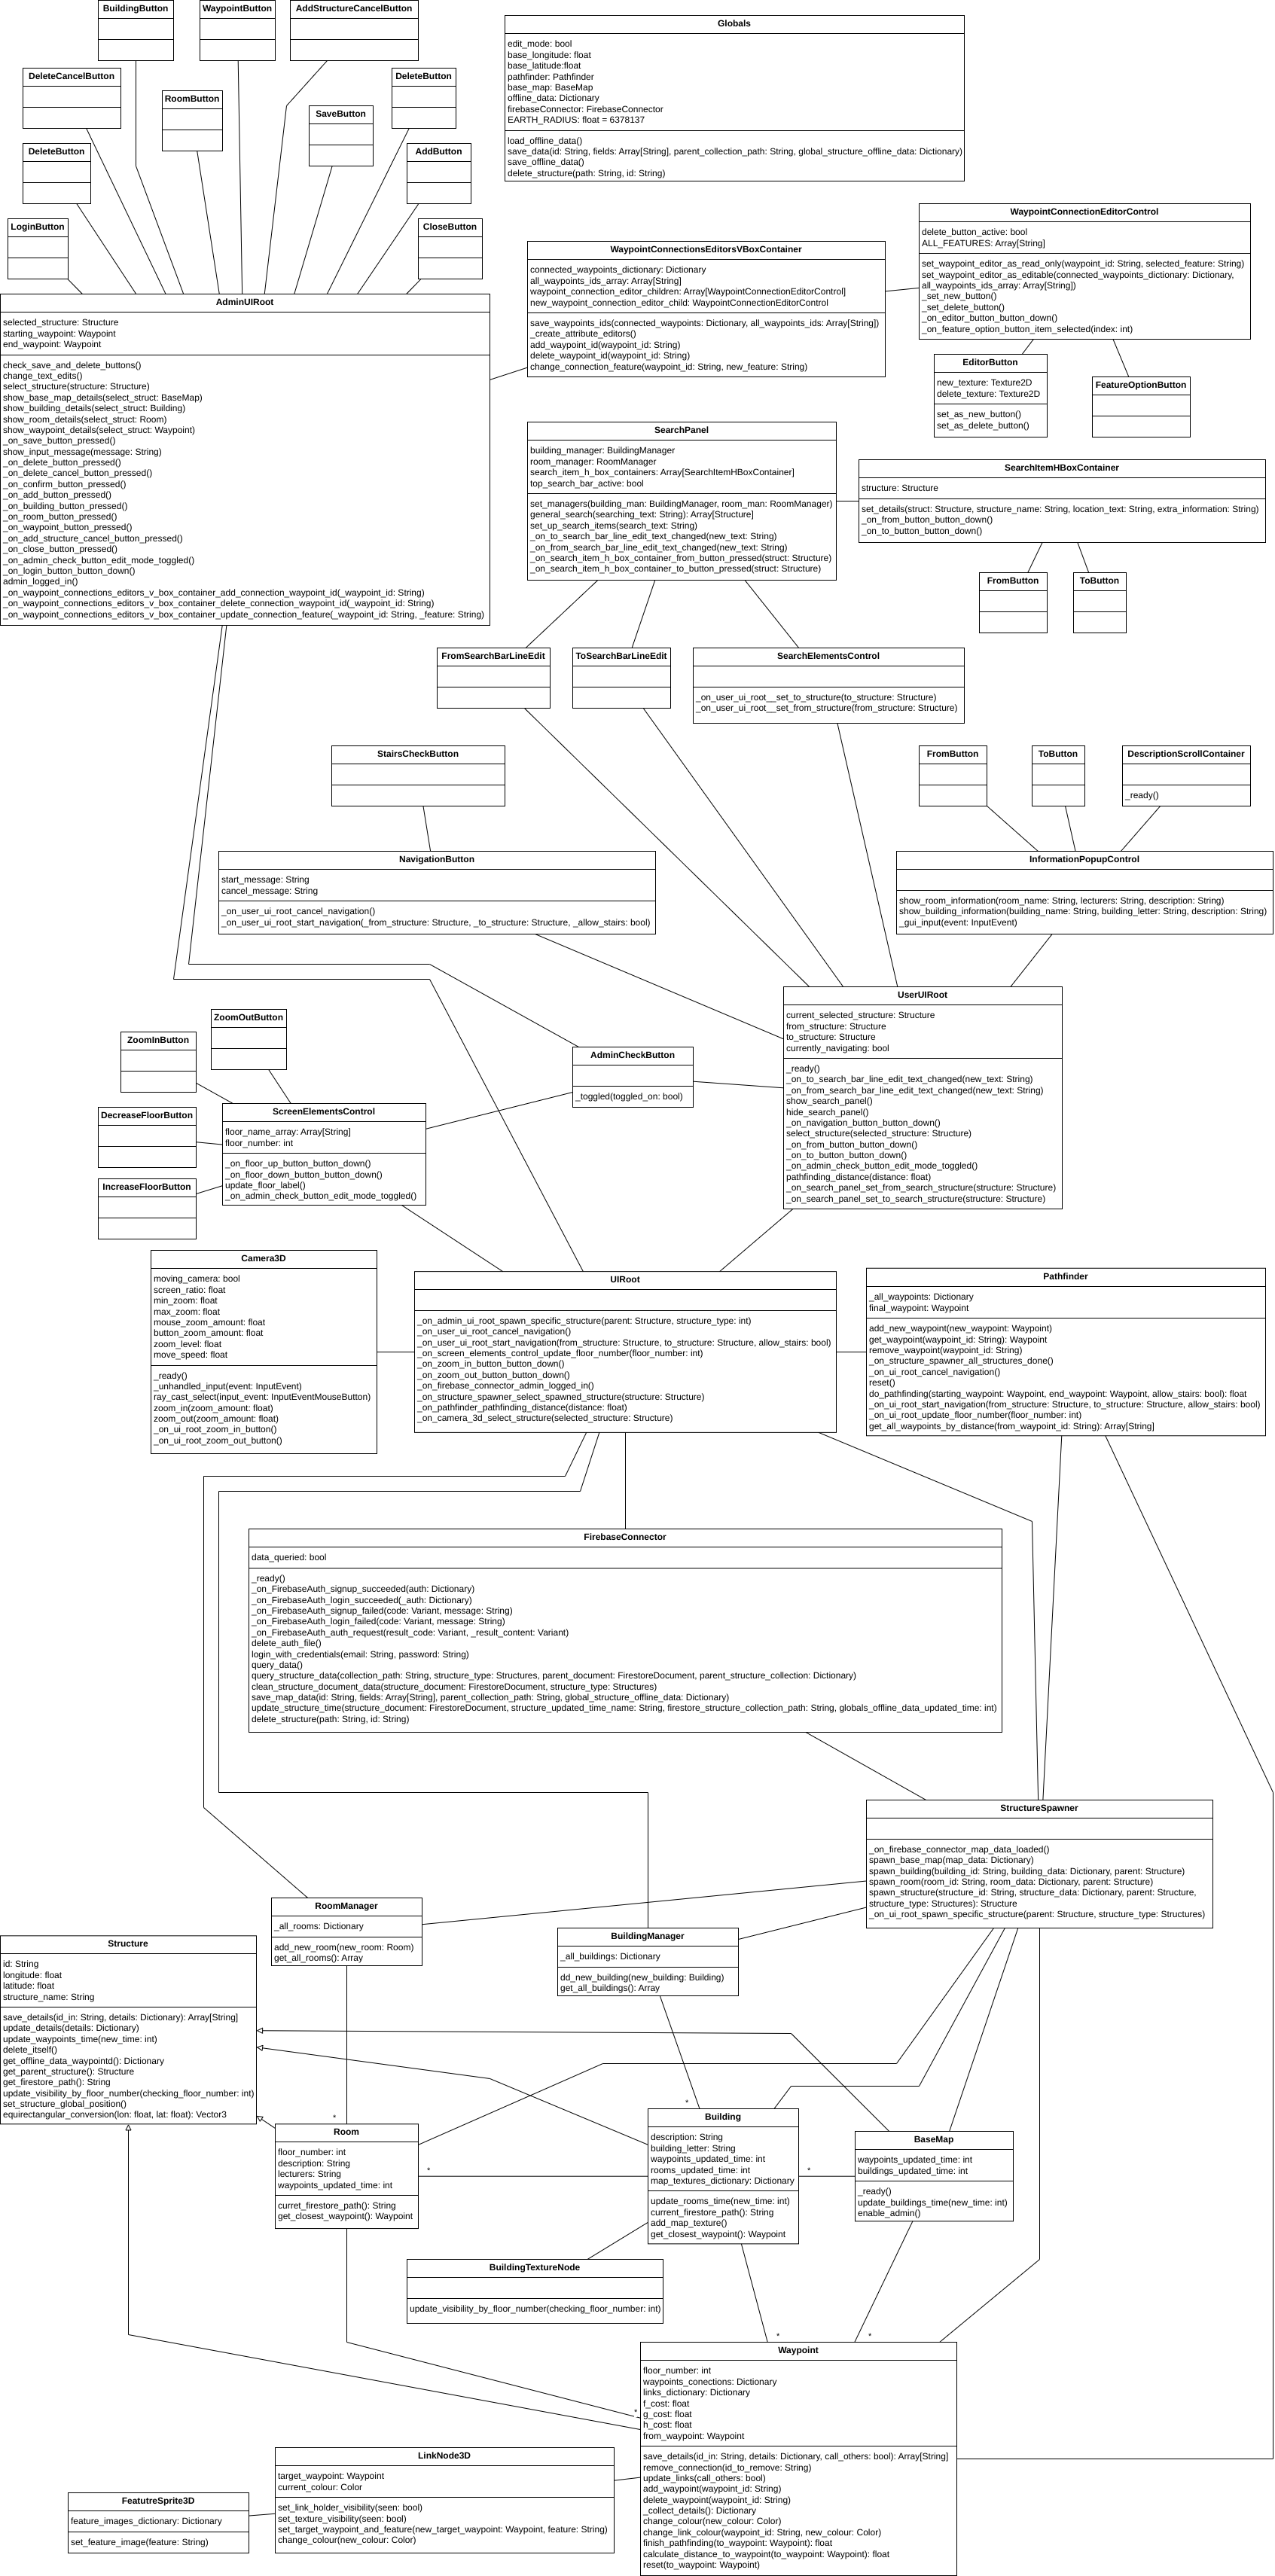 BuildingButton
WaypointButton
AddStructureCancelButton
DeleteCancelButton
RoomButton
DeleteButton
SaveButton
DeleteButton
AddButton
LoginButton
CloseButton
Globals
edit_mode: bool
base_longitude: float
base_latitude:float
pathfinder: Pathfinder
base_map: BaseMap
offline_data: Dictionary
firebaseConnector: FirebaseConnector
EARTH_RADIUS: float = 6378137
load_offline_data()
save_data(id: String, fields: Array[String], parent_collection_path: String, global_structure_offline_data: Dictionary)
save_offline_data()
delete_structure(path: String, id: String)
AdminUIRoot
selected_structure: Structure
starting_waypoint: Waypoint
end_waypoint: Waypoint
check_save_and_delete_buttons()
change_text_edits()
select_structure(structure: Structure)
show_base_map_details(select_struct: BaseMap)
show_building_details(select_struct: Building)
show_room_details(select_struct: Room)
show_waypoint_details(select_struct: Waypoint)
_on_save_button_pressed()
show_input_message(message: String)
_on_delete_button_pressed()
_on_delete_cancel_button_pressed()
_on_confirm_button_pressed()
_on_add_button_pressed()
_on_building_button_pressed()
_on_room_button_pressed()
_on_waypoint_button_pressed()
_on_add_structure_cancel_button_pressed()
_on_close_button_pressed()
_on_admin_check_button_edit_mode_toggled()
_on_login_button_button_down()
admin_logged_in()
_on_waypoint_connections_editors_v_box_container_add_connection_waypoint_id(_waypoint_id: String)
_on_waypoint_connections_editors_v_box_container_delete_connection_waypoint_id(_waypoint_id: String)
_on_waypoint_connections_editors_v_box_container_update_connection_feature(_waypoint_id: String, _feature: String)
WaypointConnectionsEditorsVBoxContainer
connected_waypoints_dictionary: Dictionary
all_waypoints_ids_array: Array[String]
waypoint_connection_editor_children: Array[WaypointConnectionEditorControl]
new_waypoint_connection_editor_child: WaypointConnectionEditorControl
save_waypoints_ids(connected_waypoints: Dictionary, all_waypoints_ids: Array[String])
_create_attribute_editors()
add_waypoint_id(waypoint_id: String)
delete_waypoint_id(waypoint_id: String)
change_connection_feature(waypoint_id: String, new_feature: String)
WaypointConnectionEditorControl
delete_button_active: bool
ALL_FEATURES: Array[String]
set_waypoint_editor_as_read_only(waypoint_id: String, selected_feature: String)
set_waypoint_editor_as_editable(connected_waypoints_dictionary: Dictionary,
all_waypoints_ids_array: Array[String])
_set_new_button()
_set_delete_button()
_on_editor_button_button_down()
_on_feature_option_button_item_selected(index: int)
EditorButton
new_texture: Texture2D
delete_texture: Texture2D
set_as_new_button()
set_as_delete_button()
FeatureOptionButton
SearchPanel
building_manager: BuildingManager
room_manager: RoomManager
search_item_h_box_containers: Array[SearchItemHBoxContainer]
top_search_bar_active: bool
set_managers(building_man: BuildingManager, room_man: RoomManager)
general_search(searching_text: String): Array[Structure]
set_up_search_items(search_text: String)
_on_to_search_bar_line_edit_text_changed(new_text: String)
_on_from_search_bar_line_edit_text_changed(new_text: String)
_on_search_item_h_box_container_from_button_pressed(struct: Structure)
_on_search_item_h_box_container_to_button_pressed(struct: Structure)
SearchItemHBoxContainer
structure: Structure
set_details(struct: Structure, structure_name: String, location_text: String, extra_information: String)
_on_from_button_button_down()
_on_to_button_button_down()
FromButton
ToButton
FromSearchBarLineEdit
ToSearchBarLineEdit
SearchElementsControl
_on_user_ui_root__set_to_structure(to_structure: Structure)
_on_user_ui_root__set_from_structure(from_structure: Structure)
StairsCheckButton
FromButton
ToButton
DescriptionScrollContainer
_ready()
NavigationButton
start_message: String
cancel_message: String
_on_user_ui_root_cancel_navigation()
_on_user_ui_root_start_navigation(_from_structure: Structure, _to_structure: Structure, _allow_stairs: bool)
InformationPopupControl
show_room_information(room_name: String, lecturers: String, description: String)
show_building_information(building_name: String, building_letter: String, description: String)
_gui_input(event: InputEvent)
UserUIRoot
current_selected_structure: Structure
from_structure: Structure
to_structure: Structure
currently_navigating: bool
_ready()
_on_to_search_bar_line_edit_text_changed(new_text: String)
_on_from_search_bar_line_edit_text_changed(new_text: String)
show_search_panel()
hide_search_panel()
_on_navigation_button_button_down()
select_structure(selected_structure: Structure)
_on_from_button_button_down()
_on_to_button_button_down()
_on_admin_check_button_edit_mode_toggled()
pathfinding_distance(distance: float)
_on_search_panel_set_from_search_structure(structure: Structure)
_on_search_panel_set_to_search_structure(structure: Structure)
ZoomOutButton
ZoomInButton
AdminCheckButton
_toggled(toggled_on: bool)
DecreaseFloorButton
ScreenElementsControl
floor_name_array: Array[String]
floor_number: int
_on_floor_up_button_button_down()
_on_floor_down_button_button_down()
update_floor_label()
_on_admin_check_button_edit_mode_toggled()
IncreaseFloorButton
Camera3D
moving_camera: bool
screen_ratio: float
min_zoom: float
max_zoom: float
mouse_zoom_amount: float
button_zoom_amount: float
zoom_level: float
move_speed: float
_ready()
_unhandled_input(event: InputEvent)
ray_cast_select(input_event: InputEventMouseButton)
zoom_in(zoom_amount: float)
zoom_out(zoom_amount: float)
_on_ui_root_zoom_in_button()
_on_ui_root_zoom_out_button()
UIRoot
_on_admin_ui_root_spawn_specific_structure(parent: Structure, structure_type: int)
_on_user_ui_root_cancel_navigation()
_on_user_ui_root_start_navigation(from_structure: Structure, to_structure: Structure, allow_stairs: bool)
_on_screen_elements_control_update_floor_number(floor_number: int)
_on_zoom_in_button_button_down()
_on_zoom_out_button_button_down()
_on_firebase_connector_admin_logged_in()
_on_structure_spawner_select_spawned_structure(structure: Structure)
_on_pathfinder_pathfinding_distance(distance: float)
_on_camera_3d_select_structure(selected_structure: Structure)
Pathfinder
_all_waypoints: Dictionary
final_waypoint: Waypoint
add_new_waypoint(new_waypoint: Waypoint)
get_waypoint(waypoint_id: String): Waypoint
remove_waypoint(waypoint_id: String)
_on_structure_spawner_all_structures_done()
_on_ui_root_cancel_navigation()
reset()
do_pathfinding(starting_waypoint: Waypoint, end_waypoint: Waypoint, allow_stairs: bool): float
_on_ui_root_start_navigation(from_structure: Structure, to_structure: Structure, allow_stairs: bool)
_on_ui_root_update_floor_number(floor_number: int)
get_all_waypoints_by_distance(from_waypoint_id: String): Array[String]
FirebaseConnector
data_queried: bool
_ready()
_on_FirebaseAuth_signup_succeeded(auth: Dictionary)
_on_FirebaseAuth_login_succeeded(_auth: Dictionary)
_on_FirebaseAuth_signup_failed(code: Variant, message: String)
_on_FirebaseAuth_login_failed(code: Variant, message: String)
_on_FirebaseAuth_auth_request(result_code: Variant, _result_content: Variant)
delete_auth_file()
login_with_credentials(email: String, password: String)
query_data()
query_structure_data(collection_path: String, structure_type: Structures, parent_document: FirestoreDocument, parent_structure_collection: Dictionary)
clean_structure_document_data(structure_document: FirestoreDocument, structure_type: Structures)
save_map_data(id: String, fields: Array[String], parent_collection_path: String, global_structure_offline_data: Dictionary)
update_structure_time(structure_document: FirestoreDocument, structure_updated_time_name: String, firestore_structure_collection_path: String, globals_offline_data_updated_time: int)
delete_structure(path: String, id: String)
StructureSpawner
_on_firebase_connector_map_data_loaded()
spawn_base_map(map_data: Dictionary)
spawn_building(building_id: String, building_data: Dictionary, parent: Structure)
spawn_room(room_id: String, room_data: Dictionary, parent: Structure)
spawn_structure(structure_id: String, structure_data: Dictionary, parent: Structure,
structure_type: Structures): Structure
_on_ui_root_spawn_specific_structure(parent: Structure, structure_type: Structures)
RoomManager
_all_rooms: Dictionary
add_new_room(new_room: Room)
get_all_rooms(): Array
BuildingManager
_all_buildings: Dictionary
dd_new_building(new_building: Building)
get_all_buildings(): Array
Structure
id: String
longitude: float
latitude: float
structure_name: String
save_details(id_in: String, details: Dictionary): Array[String]
update_details(details: Dictionary)
update_waypoints_time(new_time: int)
delete_itself()
get_offline_data_waypointd(): Dictionary
get_parent_structure(): Structure
get_firestore_path(): String
update_visibility_by_floor_number(checking_floor_number: int)
set_structure_global_position()
equirectangular_conversion(lon: float, lat: float): Vector3
*
*
Room
floor_number: int
description: String
lecturers: String
waypoints_updated_time: int
curret_firestore_path(): String
get_closest_waypoint(): Waypoint
*
Building
description: String
building_letter: String
waypoints_updated_time: int
rooms_updated_time: int
map_textures_dictionary: Dictionary
update_rooms_time(new_time: int)
current_firestore_path(): String
add_map_texture()
get_closest_waypoint(): Waypoint
*
BaseMap
waypoints_updated_time: int
buildings_updated_time: int
_ready()
update_buildings_time(new_time: int)
enable_admin()
BuildingTextureNode
update_visibility_by_floor_number(checking_floor_number: int)
*
*
*
Waypoint
floor_number: int
waypoints_conections: Dictionary
links_dictionary: Dictionary
f_cost: float
g_cost: float
h_cost: float
from_waypoint: Waypoint
save_details(id_in: String, details: Dictionary, call_others: bool): Array[String]
remove_connection(id_to_remove: String)
update_links(call_others: bool)
add_waypoint(waypoint_id: String)
delete_waypoint(waypoint_id: String)
_collect_details(): Dictionary
change_colour(new_colour: Color)
change_link_colour(waypoint_id: String, new_colour: Color)
finish_pathfinding(to_waypoint: Waypoint): float
calculate_distance_to_waypoint(to_waypoint: Waypoint): float
reset(to_waypoint: Waypoint)
LinkNode3D
target_waypoint: Waypoint
current_colour: Color
set_link_holder_visibility(seen: bool)
set_texture_visibility(seen: bool)
set_target_waypoint_and_feature(new_target_waypoint: Waypoint, feature: String)
change_colour(new_colour: Color)
FeatutreSprite3D
feature_images_dictionary: Dictionary
set_feature_image(feature: String)